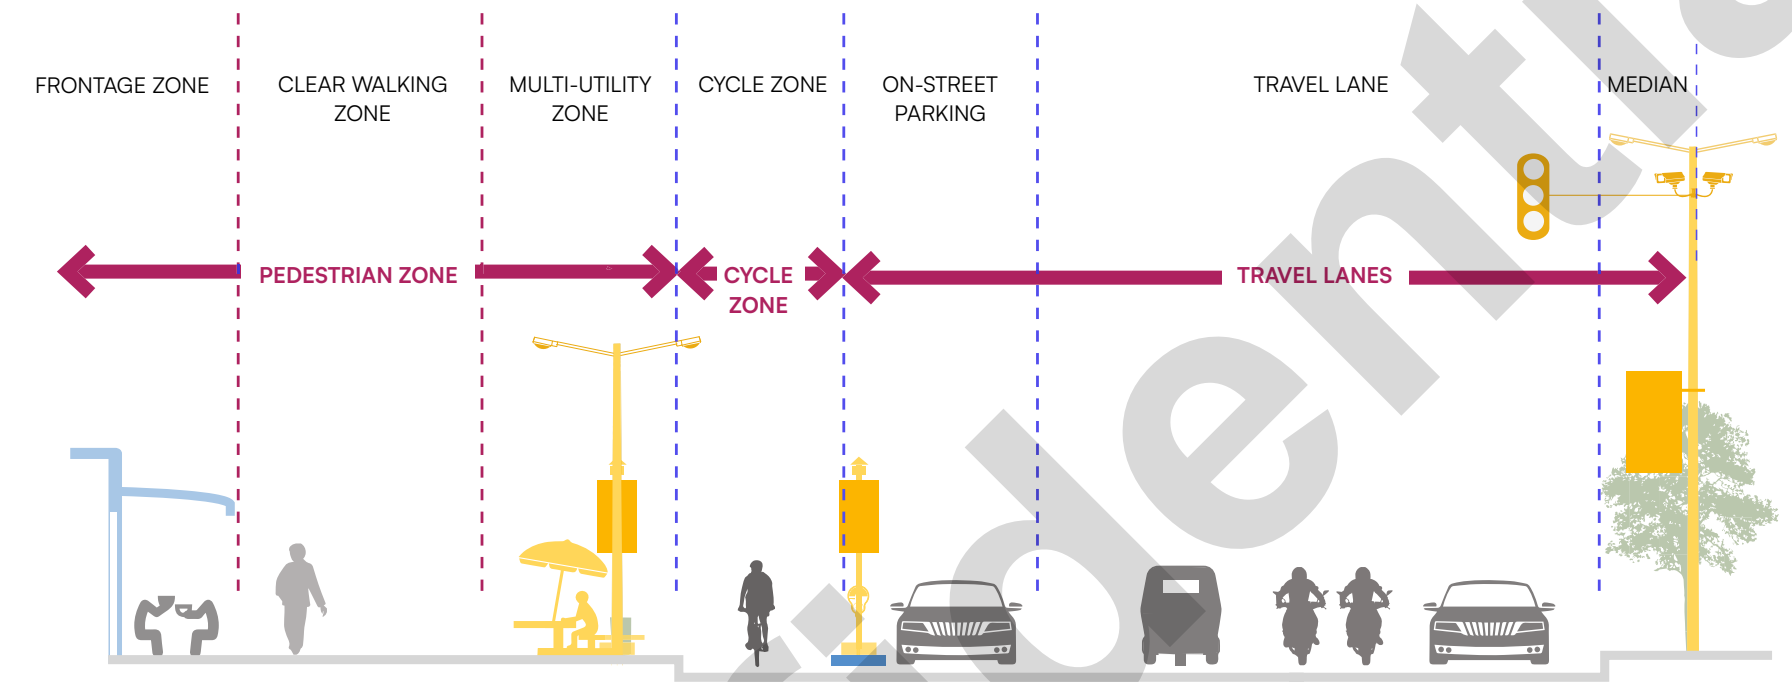 FRONTAGE ZONE
CLEAR WALKING
ZONE
MULTI-UTILITY
ZONE
CYCLE ZONE
ON-STREET
PARKING
TRAVEL LANE
MEDIAN
PEDESTRIAN ZONE
CYCLE
ZONE
TRAVEL LANES